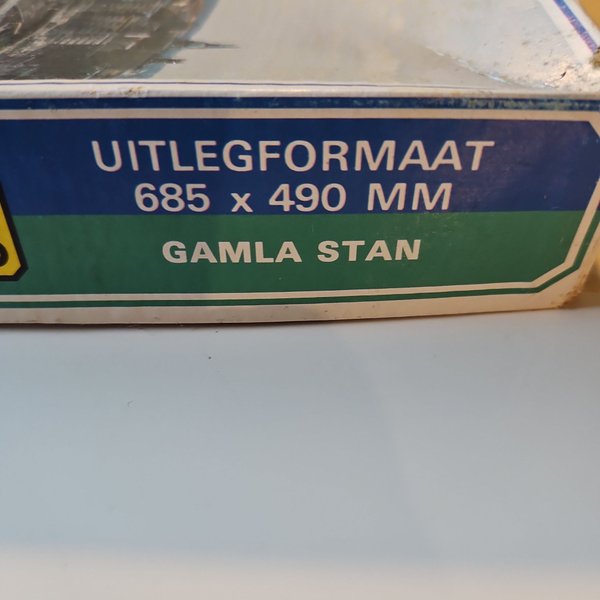 UITLEGFORMAAT
685 x 490 MM
GAMLA STAN